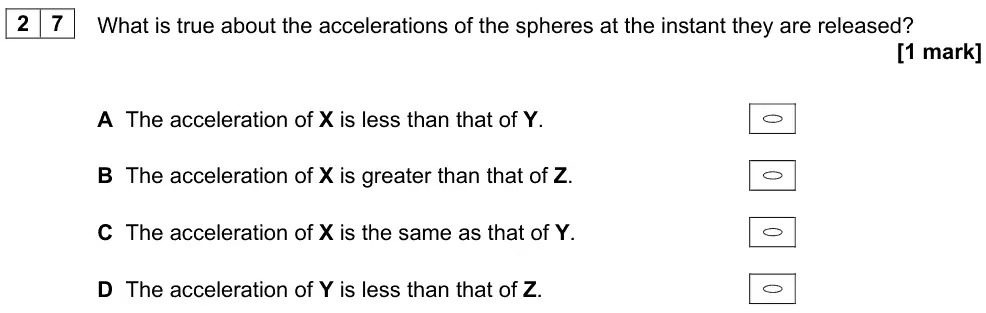 2 7 What is true about the accelerations of the spheres at the instant they are released?
[1 mark]
A The acceleration of X is less than that of Y.
B The acceleration of X is greater than that of Z.
C The acceleration of X is the same as that of Y.
D The acceleration of Y is less than that of Z.